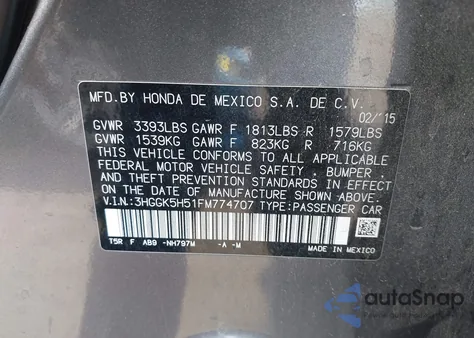 MFD.BY HONDA DE MEXICO S.A. DE C.V.
02/'15
GVWR 3393LBS GAWR F 1813LBS R 1579LBS
GVWR 1539KG GAWR F 823KG R 716KG
THIS VEHICLE CONFORMS TO ALL APPLICABLE
FEDERAL MOTOR VEHICLE SAFETY , BUMPER ,
AND THEFT PREVENTION STANDARDS IN EFFECT
ON THE DATE OF MANUFACTURE SHOWN ABOVE.
V.I.N.:3HGGK5H51FM774707 TYPE:PASSENGER CAR
T5R F AB9 -NH797M -A -M
MADE IN MEXICO
autoSnap